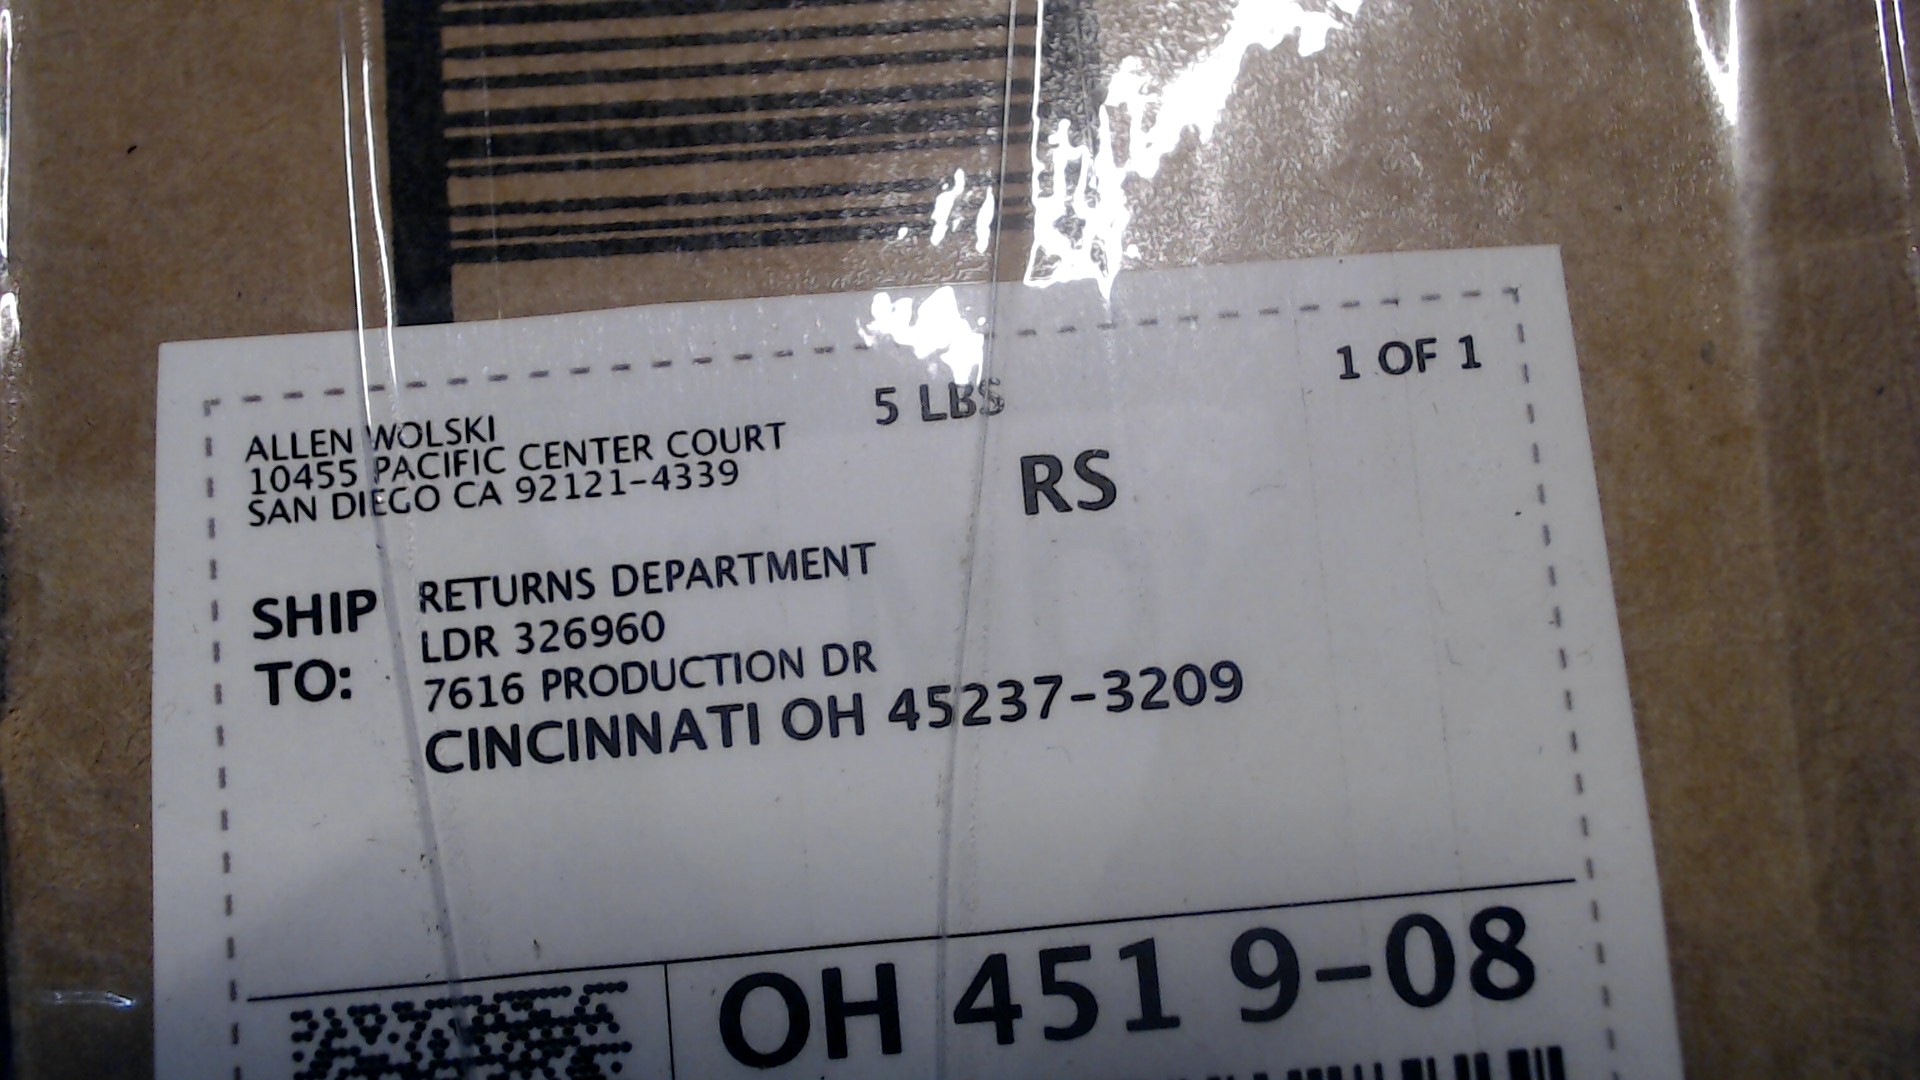 ALLEN WOLSKI
10455 PACIFIC CENTER COURT
SAN DIEGO CA 92121-4339
5 LBS
1 OF 1
RS
SHIP TO:
RETURNS DEPARTMENT
LDR 326960
7616 PRODUCTION DR
CINCINNATI OH 45237-3209
OH 451 9-08